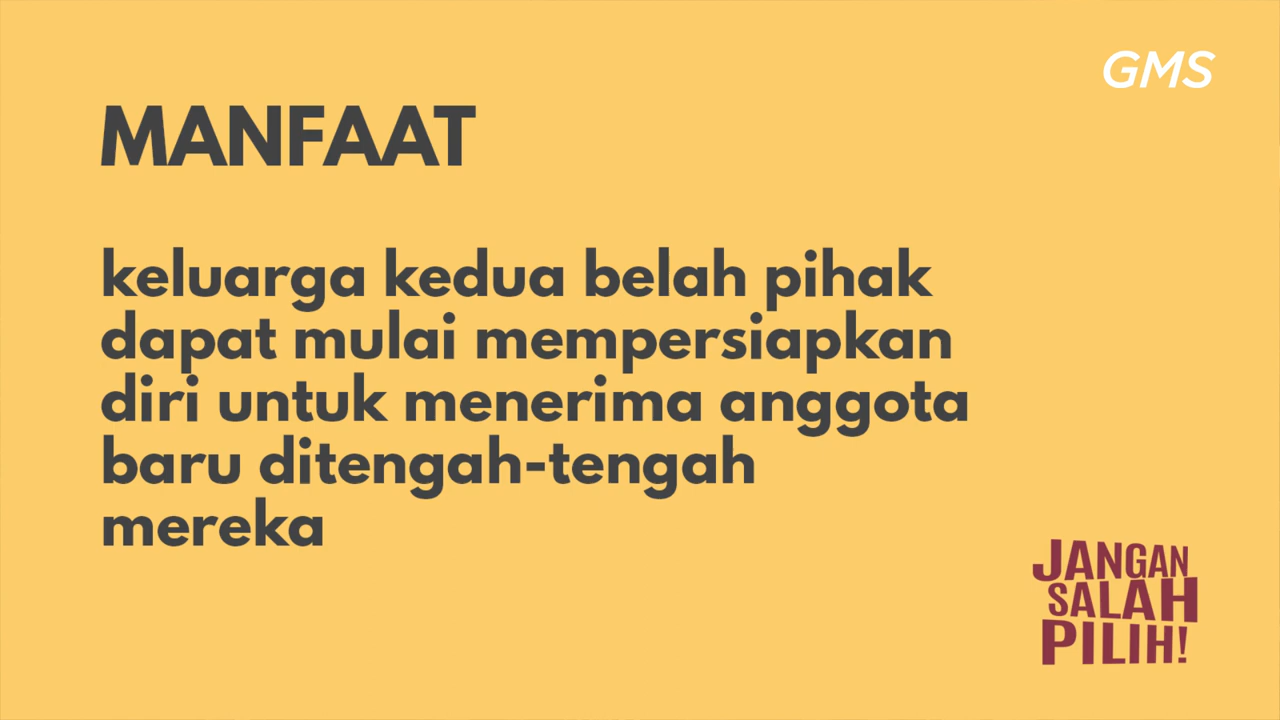 GMS
MANFAAT
keluarga kedua belah pihak
dapat mulai mempersiapkan
diri untuk menerima anggota
baru ditengah-tengah
mereka
JANGAN
SALAH
PILIH!